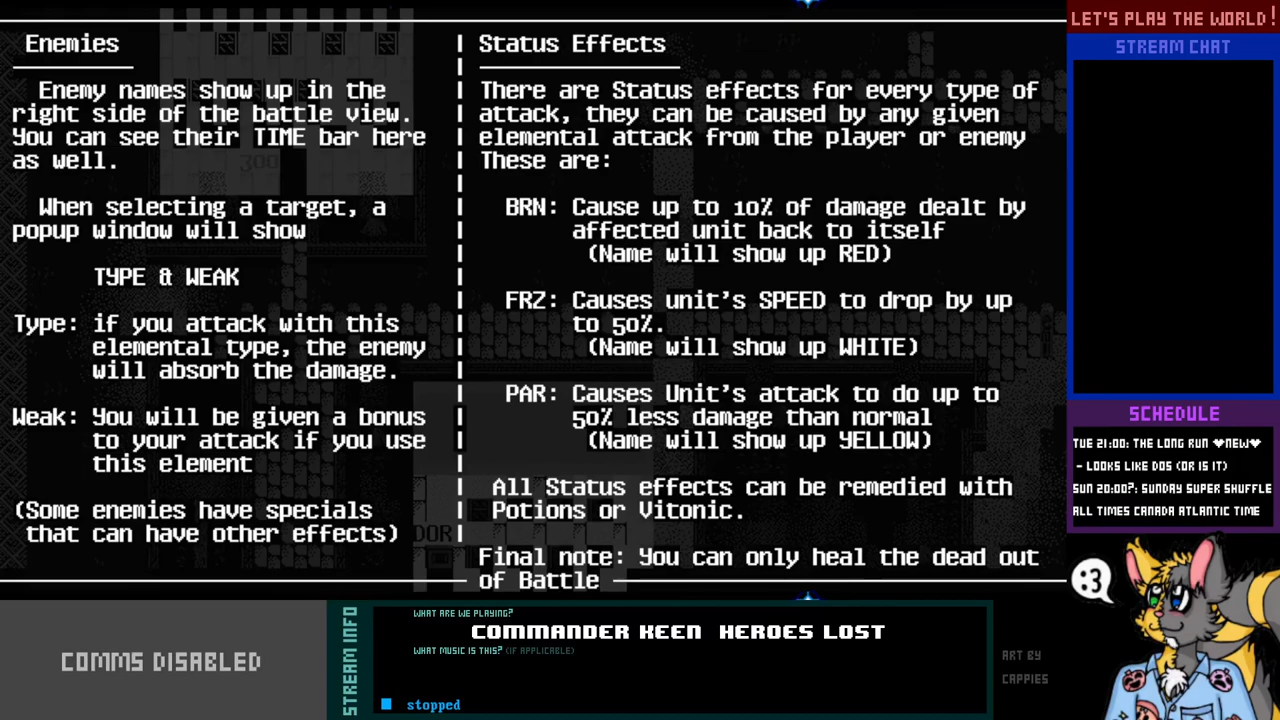 Enemies
Enemy names show up in the
right side of the battle view.
You can see their TIME bar here
as well.
When selecting a target, a
popup window will show
TYPE & WEAK
Type: if you attack with this
elemental type, the enemy
will absorb the damage.
Weak: You will be given a bonus
to your attack if you use
this element
(Some enemies have specials
that can have other effects)
Status Effects
There are Status effects for every type of
attack, they can be caused by any given
elemental attack from the player or enemy
These are:
BRN: Cause up to 10% of damage dealt by
affected unit back to itself
(Name will show up RED)
FRZ: Causes unit's SPEED to drop by up
to 50%.
(Name will show up WHITE)
PAR: Causes Unit's attack to do up to
50% less damage than normal
(Name will show up YELLOW)
All Status effects can be remedied with
Potions or Vitonic.
Final note: You can only heal the dead out
of Battle
300
DOR
LET'S PLAY THE WORLD!
STREAM CHAT
SCHEDULE
TUE 21:00: THE LONG RUN ♥NEW♥
- LOOKS LIKE DOS (OR IS IT)
SUN 20:00?: SUNDAY SUPER SHUFFLE
ALL TIMES CANADA ATLANTIC TIME
:3
COMMS DISABLED
STREAM INFO
WHAT ARE WE PLAYING?
COMMANDER KEEN HEROES LOST
WHAT MUSIC IS THIS? (IF APPLICABLE)
stopped
ART BY
CAPPIES